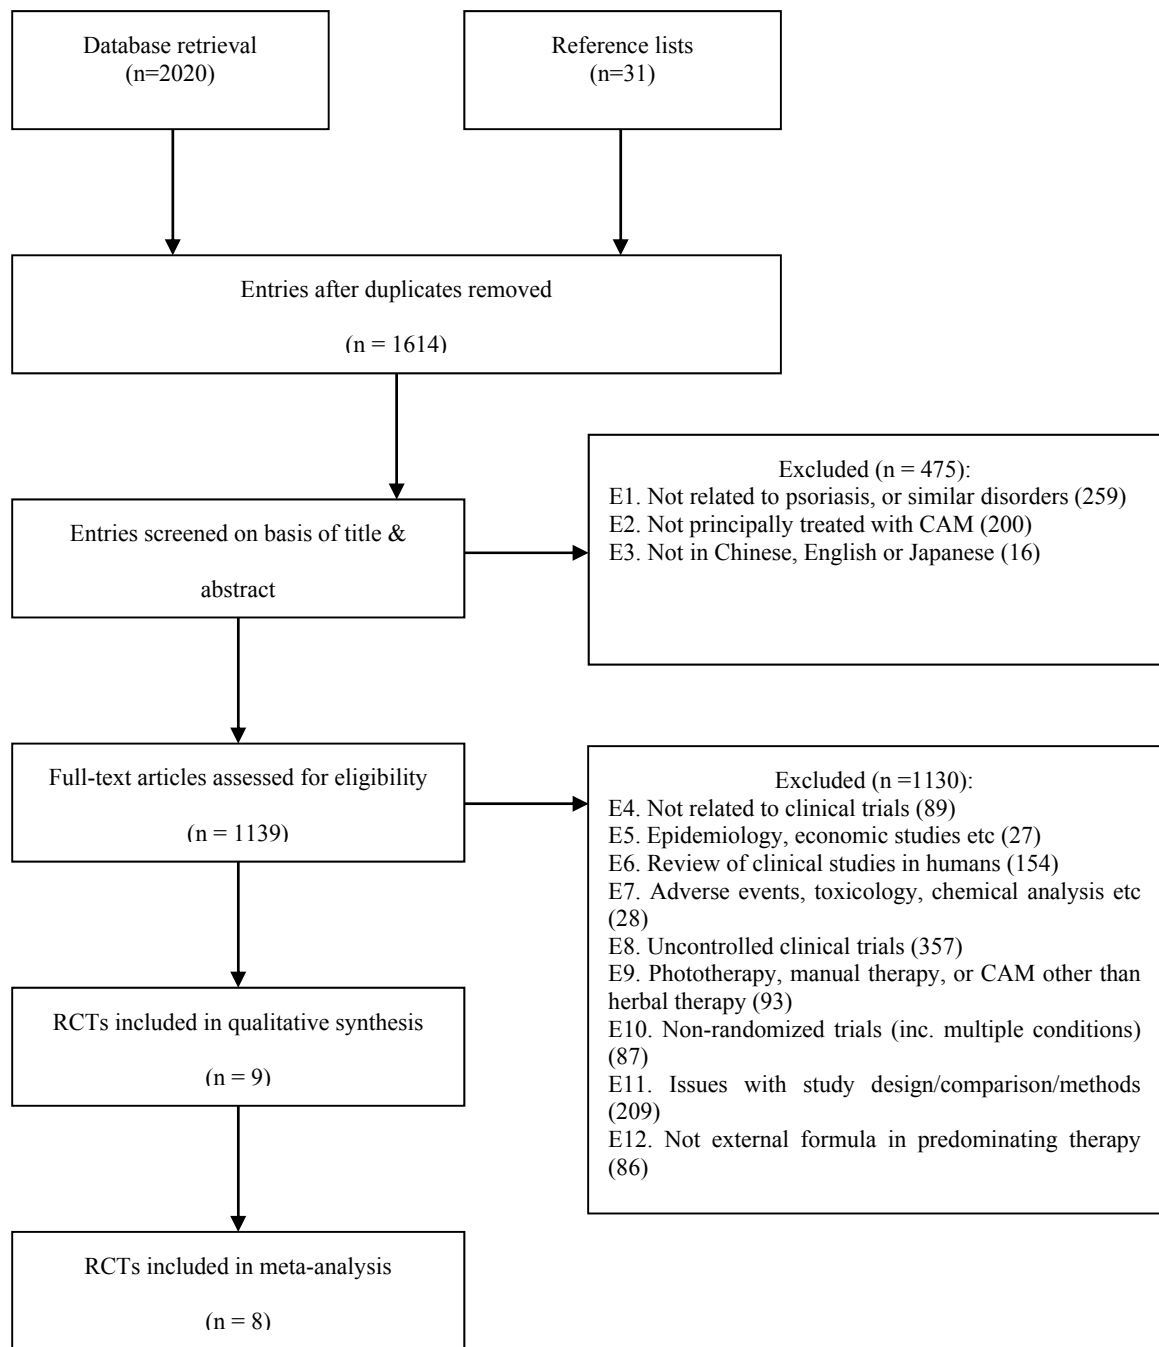 Database retrieval
(n=2020)
Reference lists
(n=31)
Entries after duplicates removed
(n = 1614)
Excluded (n = 475):
E1. Not related to psoriasis, or similar disorders (259)
E2. Not principally treated with CAM (200)
E3. Not in Chinese, English or Japanese (16)
Entries screened on basis of title &
abstract
Full-text articles assessed for eligibility
(n = 1139)
Excluded (n =1130):
E4. Not related to clinical trials (89)
E5. Epidemiology, economic studies etc (27)
E6. Review of clinical studies in humans (154)
E7. Adverse events, toxicology, chemical analysis etc
(28)
E8. Uncontrolled clinical trials (357)
E9. Phototherapy, manual therapy, or CAM other than
herbal therapy (93)
E10. Non-randomized trials (inc. multiple conditions)
(87)
E11. Issues with study design/comparison/methods
(209)
E12. Not external formula in predominating therapy
(86)
RCTs included in qualitative synthesis
(n = 9)
RCTs included in meta-analysis
(n = 8)